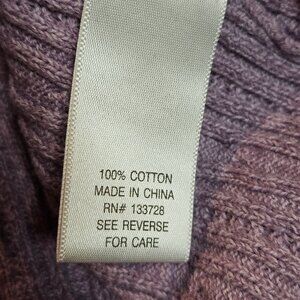 100% COTTON
MADE IN CHINA
RN# 133728
SEE REVERSE
FOR CARE